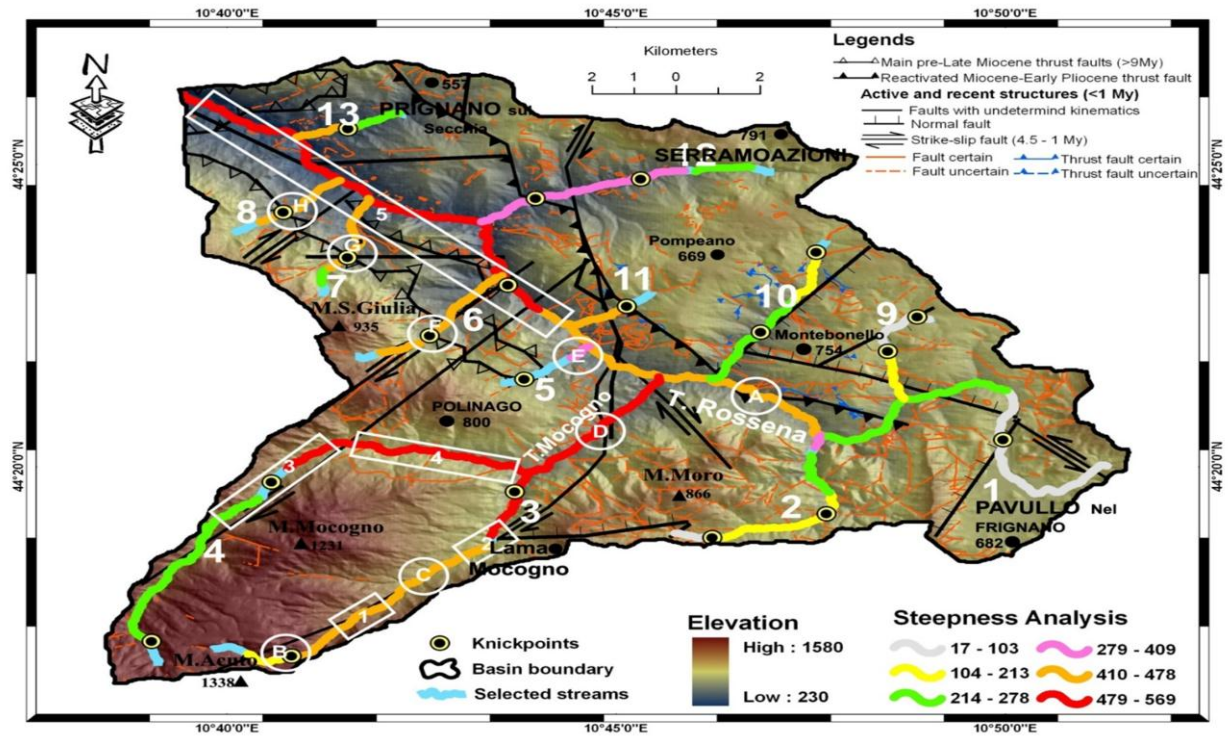 10°40'0"E
10°45'0"E
10°50'0"E
N
Kilometers
2 1 0 1 2
Legends
Main pre-Late Miocene thrust faults (>9My)
Reactivated Miocene-Early Pliocene thrust fault
Active and recent structures (<1 My)
Faults with undetermind kinematics
Normal fault
Strike-slip fault (4.5 - 1 My)
Fault certain
Thrust fault certain
Fault uncertain
Thrust fault uncertain
44°25'0"N
44°25'0"N
557
13
PRIGNANO sul
Secchia
791
SERRAMOAZIONI
12
8
H
5
G
7
Pompeano
669
11
10
9
M.S.Giulia
935
6
F
Montebonello
754
E
5
A
T. Rossena
POLINAGO
800
T.Mocogno
D
44°20'0"N
44°20'0"N
3
4
M.Moro
866
3
2
1
PAVULLO Nel
FRIGNANO
682
M.Mocogno
1231
4
2
Lama
Mocogno
C
1
B
M.Acuto
1338
Knickpoints
Basin boundary
Selected streams
Elevation
High : 1580
Low : 230
Steepness Analysis
17 - 103
279 - 409
104 - 213
410 - 478
214 - 278
479 - 569
10°40'0"E
10°45'0"E
10°50'0"E